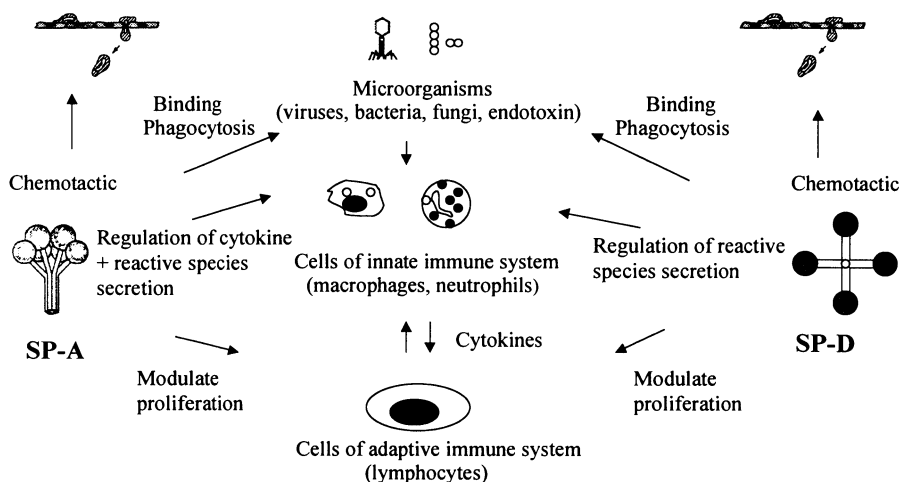 Microorganisms
(viruses, bacteria, fungi, endotoxin)
Binding
Phagocytosis
Binding
Phagocytosis
Chemotactic
Chemotactic
Regulation of cytokine
+ reactive species
secretion
Cells of innate immune system
(macrophages, neutrophils)
Regulation of reactive
species secretion
SP-A
SP-D
Cytokines
Modulate
proliferation
Modulate
proliferation
Cells of adaptive immune system
(lymphocytes)